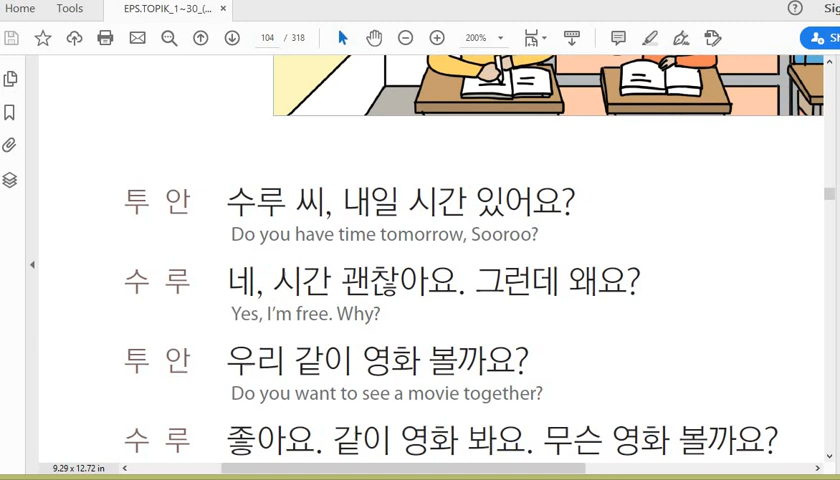 Home Tools EPS.TOPIK_1~30_(... × Sig
104 / 318 200%
투 안 수루 씨, 내일 시간 있어요?
Do you have time tomorrow, Sooroo?
수 루 네, 시간 괜찮아요. 그런데 왜요?
Yes, I'm free. Why?
투 안 우리 같이 영화 볼까요?
Do you want to see a movie together?
수 루 좋아요. 같이 영화 봐요. 무슨 영화 볼까요?
9.29 x 12.72 in